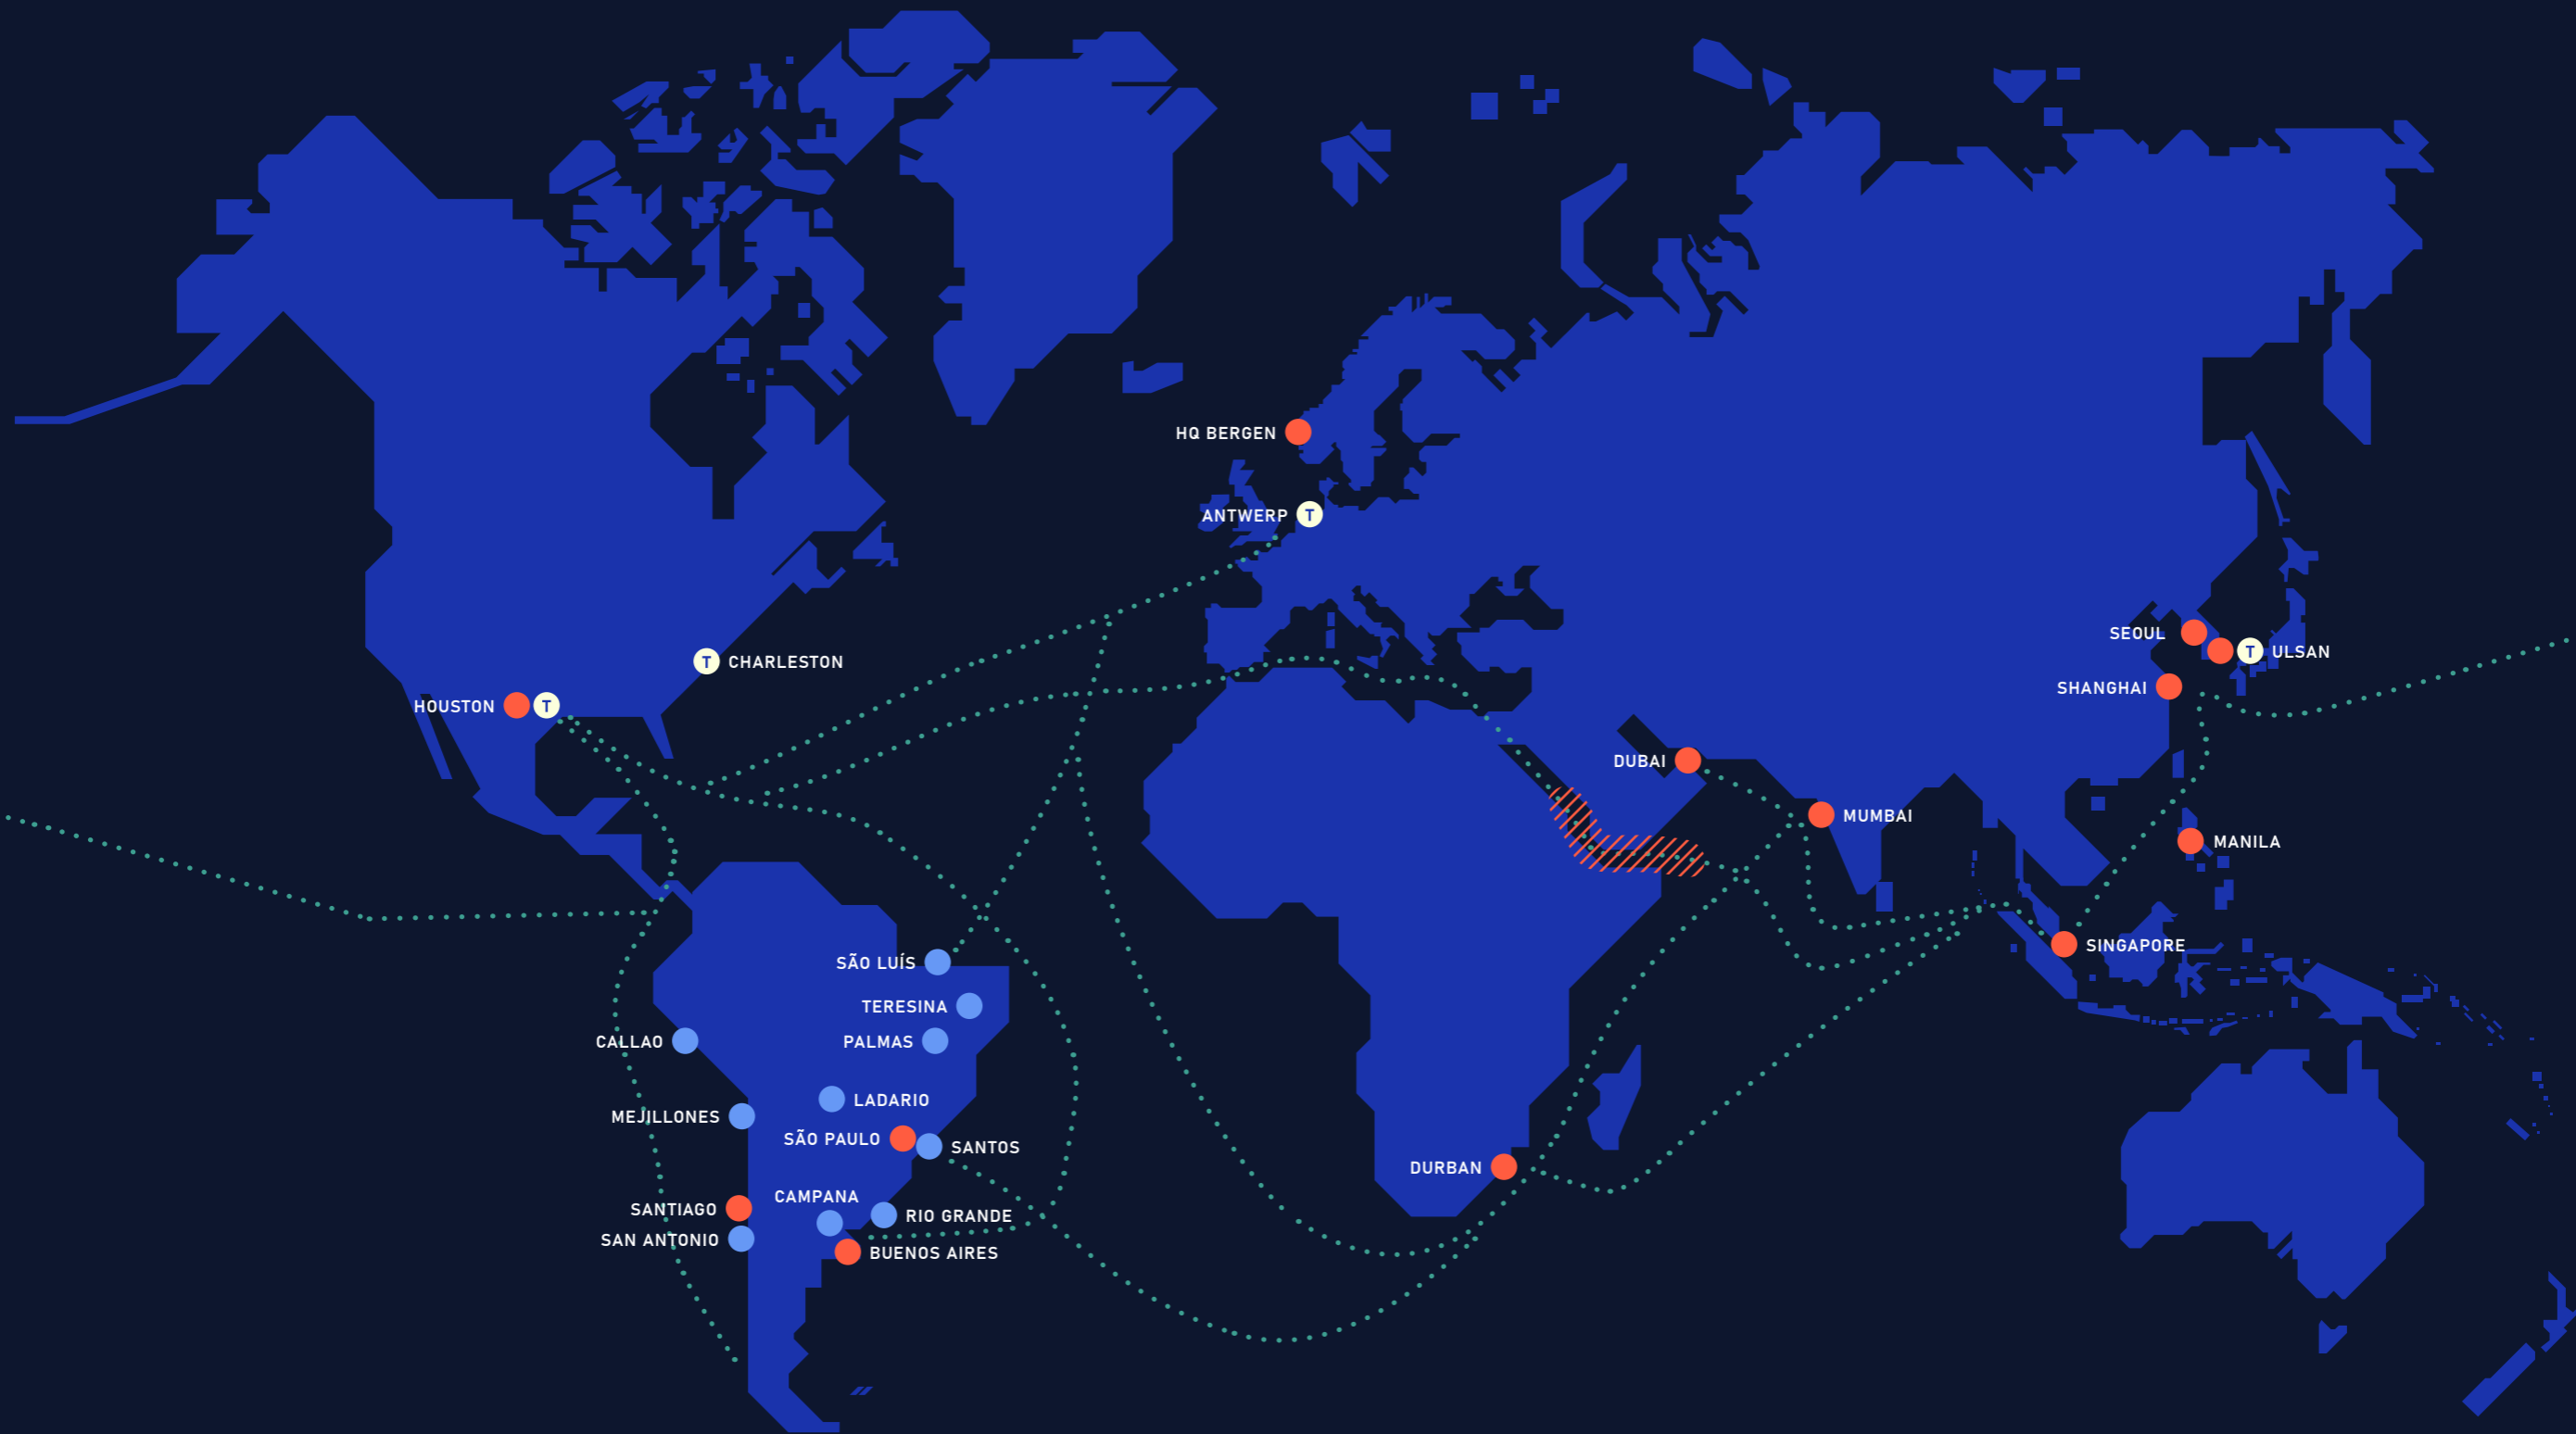 HQ BERGEN
ANTWERP T
SEOUL
T ULSAN
T CHARLESTON
SHANGHAI
HOUSTON T
DUBAI
MUMBAI
MANILA
SINGAPORE
SÃO LUÍS
TERESINA
CALLAO
PALMAS
LADARIO
MEJILLONES
SÃO PAULO
SANTOS
DURBAN
CAMPANA
SANTIAGO
RIO GRANDE
SAN ANTONIO
BUENOS AIRES